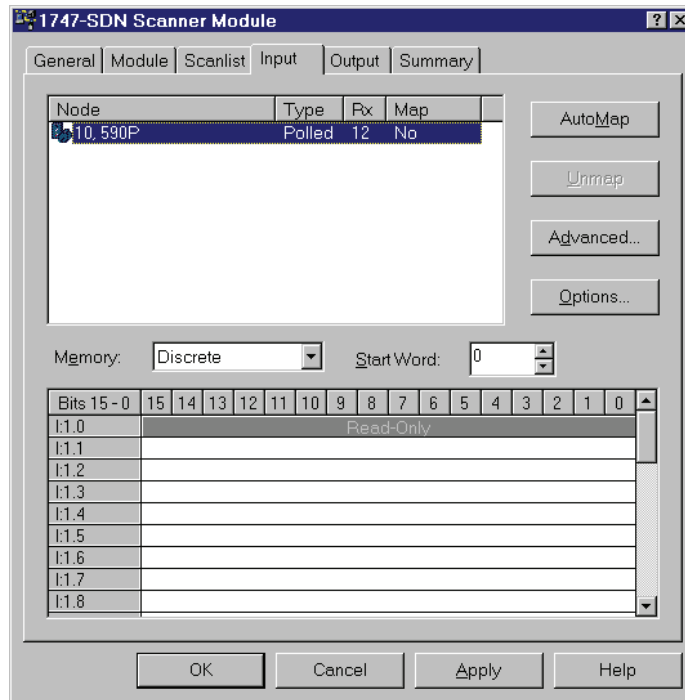 1747-SDN Scanner Module
General Module Scanlist Input Output Summary
Node Type Rx Map
10, 590P Polled 12 No
AutoMap
Unmap
Advanced...
Options...
Memory: Discrete Start Word: 0
Bits 15 - 0 15 14 13 12 11 10 9 8 7 6 5 4 3 2 1 0
I:1.0 Read-Only
I:1.1
I:1.2
I:1.3
I:1.4
I:1.5
I:1.6
I:1.7
I:1.8
OK Cancel Apply Help